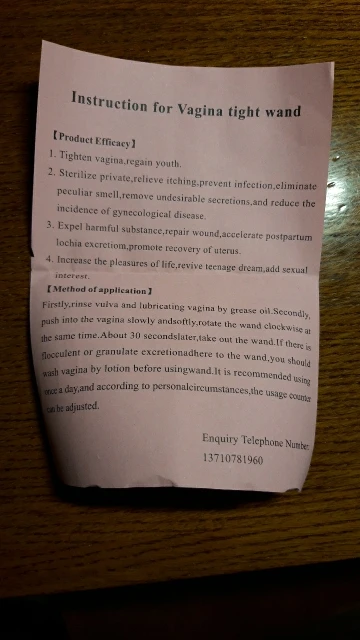 Instruction for Vagina tight wand
【Product Efficacy】
1. Tighten vagina,regain youth.
2. Sterilize private,relieve itching,prevent infection,eliminate
peculiar smell,remove undesirable secretions,and reduce the
incidence of gynecological disease.
3. Expel harmful substance,repair wound,accelerate postpartum
lochia excretion,promote recovery of uterus.
4. Increase the pleasures of life,revive teenage dream,add sexual
interest.
【Method of application】
Firstly,rinse vulva and lubricating vagina by grease oil.Secondly,
push into the vagina slowly andsoftly,rotate the wand clockwise at
the same time.About 30 secondslater,take out the wand.If there is
flocculent or granulate excretionadhere to the wand,you should
wash vagina by lotion before usingwand.It is recommended using
once a day,and according to personalcircumstances,the usage counts
can be adjusted.
Enquiry Telephone Number:
13710781960